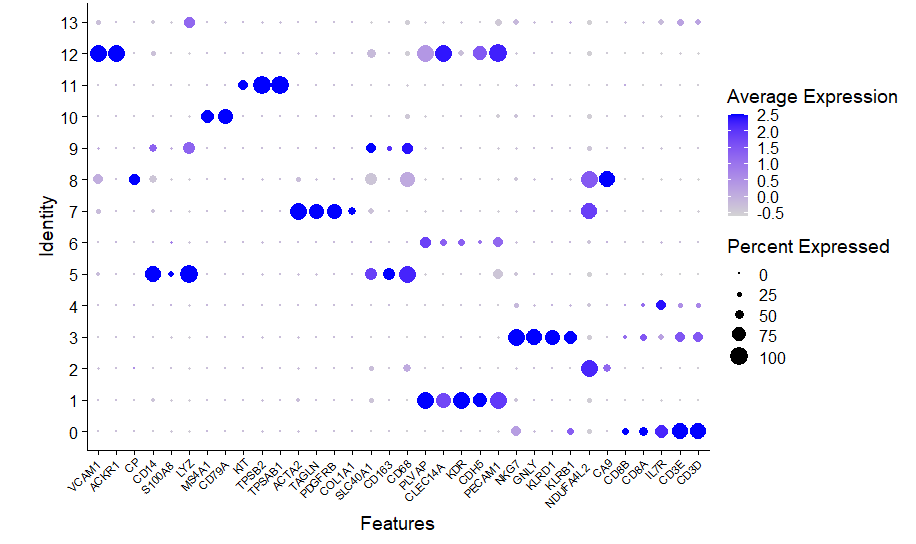 13
12
11
10
9
8
7
6
5
4
3
2
1
0
Identity
VCAM1
ACKR1
CP
CD14
S100A8
LYZ
MS4A1
CD79A
KIT
TPSB2
TPSAB1
ACTA2
TAGLN
PDGFRB
COL1A1
SLC40A1
CD163
CD68
PLVAP
CLEC14A
KDR
CDH5
PECAM1
NKG7
GNLY
KLRD1
KLRB1
NDUFA4L2
CA9
CD8B
CD8A
IL7R
CD3E
CD3D
Features
Average Expression
2.5
2.0
1.5
1.0
0.5
0.0
-0.5
Percent Expressed
0
25
50
75
100